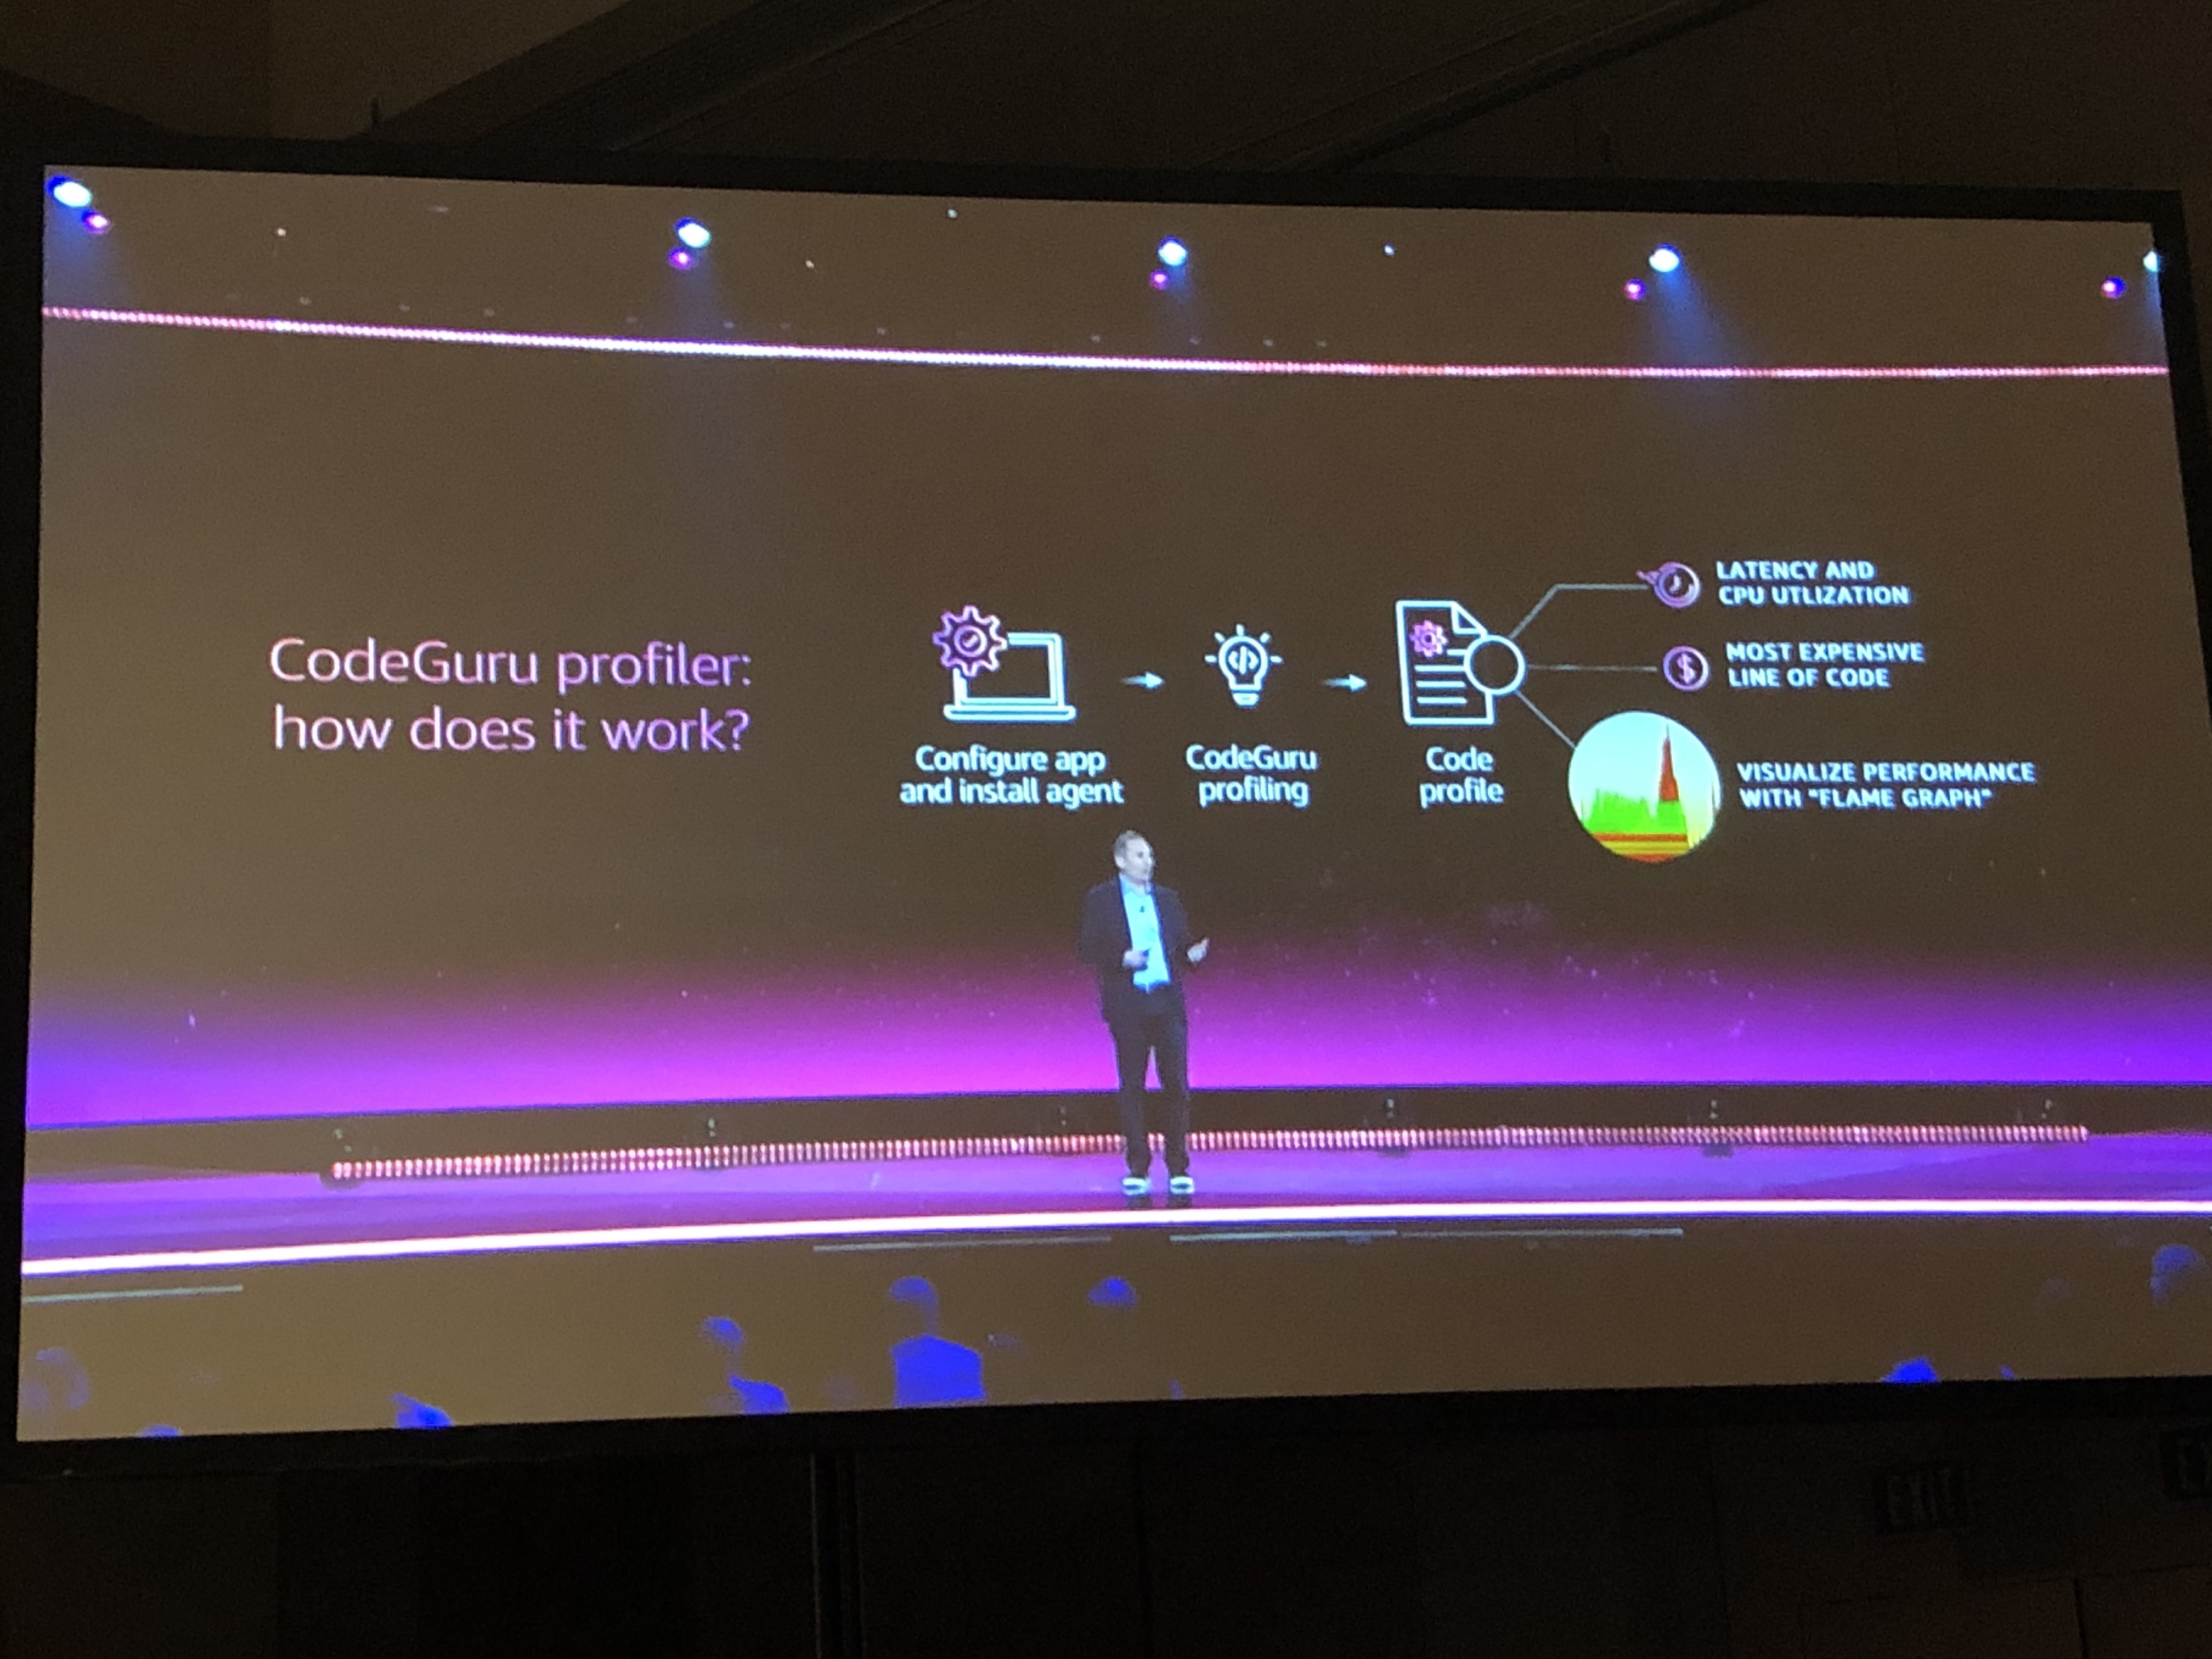 CodeGuru profiler:
how does it work?
Configure app
and install agent
CodeGuru
profiling
Code
profile
LATENCY AND
CPU UTLIZATION
MOST EXPENSIVE
LINE OF CODE
VISUALIZE PERFORMANCE
WITH "FLAME GRAPH"
EXIT